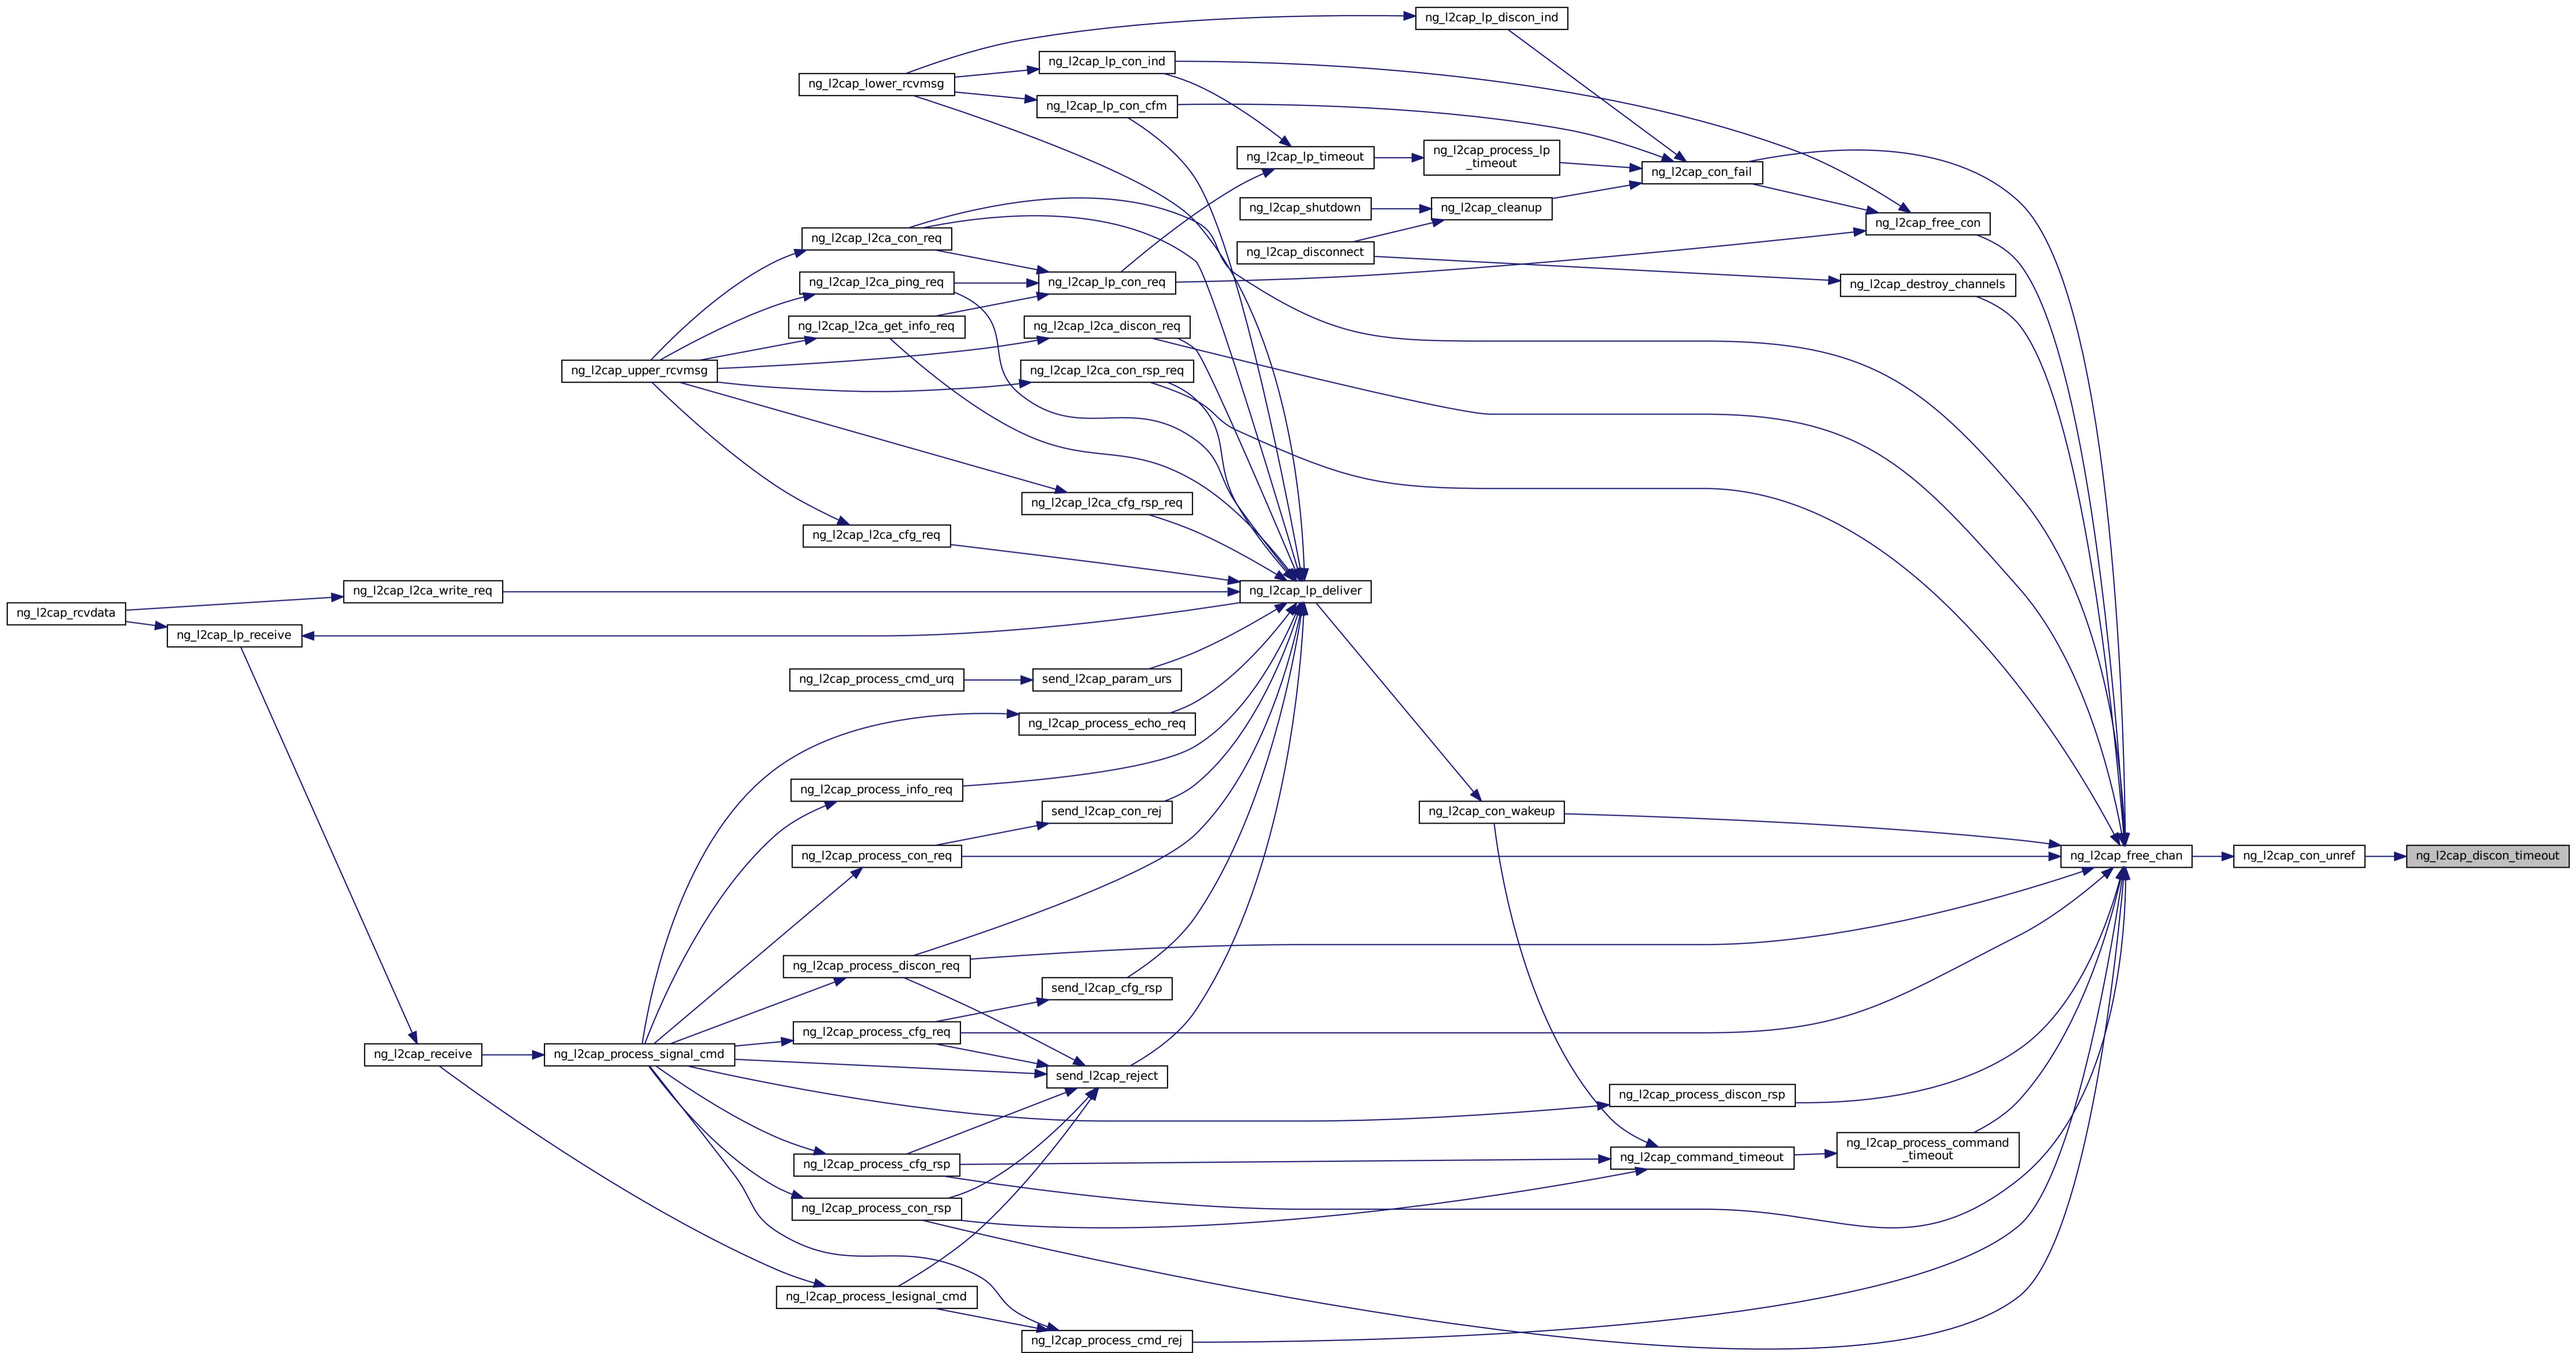 ng_l2cap_lp_discon_ind
ng_l2cap_lp_con_ind
ng_l2cap_lower_rcvmsg
ng_l2cap_lp_con_cfm
ng_l2cap_lp_timeout
ng_l2cap_process_lp
_timeout
ng_l2cap_con_fail
ng_l2cap_shutdown
ng_l2cap_cleanup
ng_l2cap_free_con
ng_l2cap_l2ca_con_req
ng_l2cap_disconnect
ng_l2cap_l2ca_ping_req
ng_l2cap_lp_con_req
ng_l2cap_destroy_channels
ng_l2cap_l2ca_get_info_req
ng_l2cap_l2ca_discon_req
ng_l2cap_upper_rcvmsg
ng_l2cap_l2ca_con_rsp_req
ng_l2cap_l2ca_cfg_rsp_req
ng_l2cap_l2ca_cfg_req
ng_l2cap_l2ca_write_req
ng_l2cap_lp_deliver
ng_l2cap_rcvdata
ng_l2cap_lp_receive
ng_l2cap_process_cmd_urq
send_l2cap_param_urs
ng_l2cap_process_echo_req
ng_l2cap_process_info_req
send_l2cap_con_rej
ng_l2cap_con_wakeup
ng_l2cap_process_con_req
ng_l2cap_free_chan
ng_l2cap_con_unref
ng_l2cap_discon_timeout
ng_l2cap_process_discon_req
send_l2cap_cfg_rsp
ng_l2cap_process_cfg_req
ng_l2cap_receive
ng_l2cap_process_signal_cmd
send_l2cap_reject
ng_l2cap_process_discon_rsp
ng_l2cap_process_command
_timeout
ng_l2cap_command_timeout
ng_l2cap_process_cfg_rsp
ng_l2cap_process_con_rsp
ng_l2cap_process_lesignal_cmd
ng_l2cap_process_cmd_rej